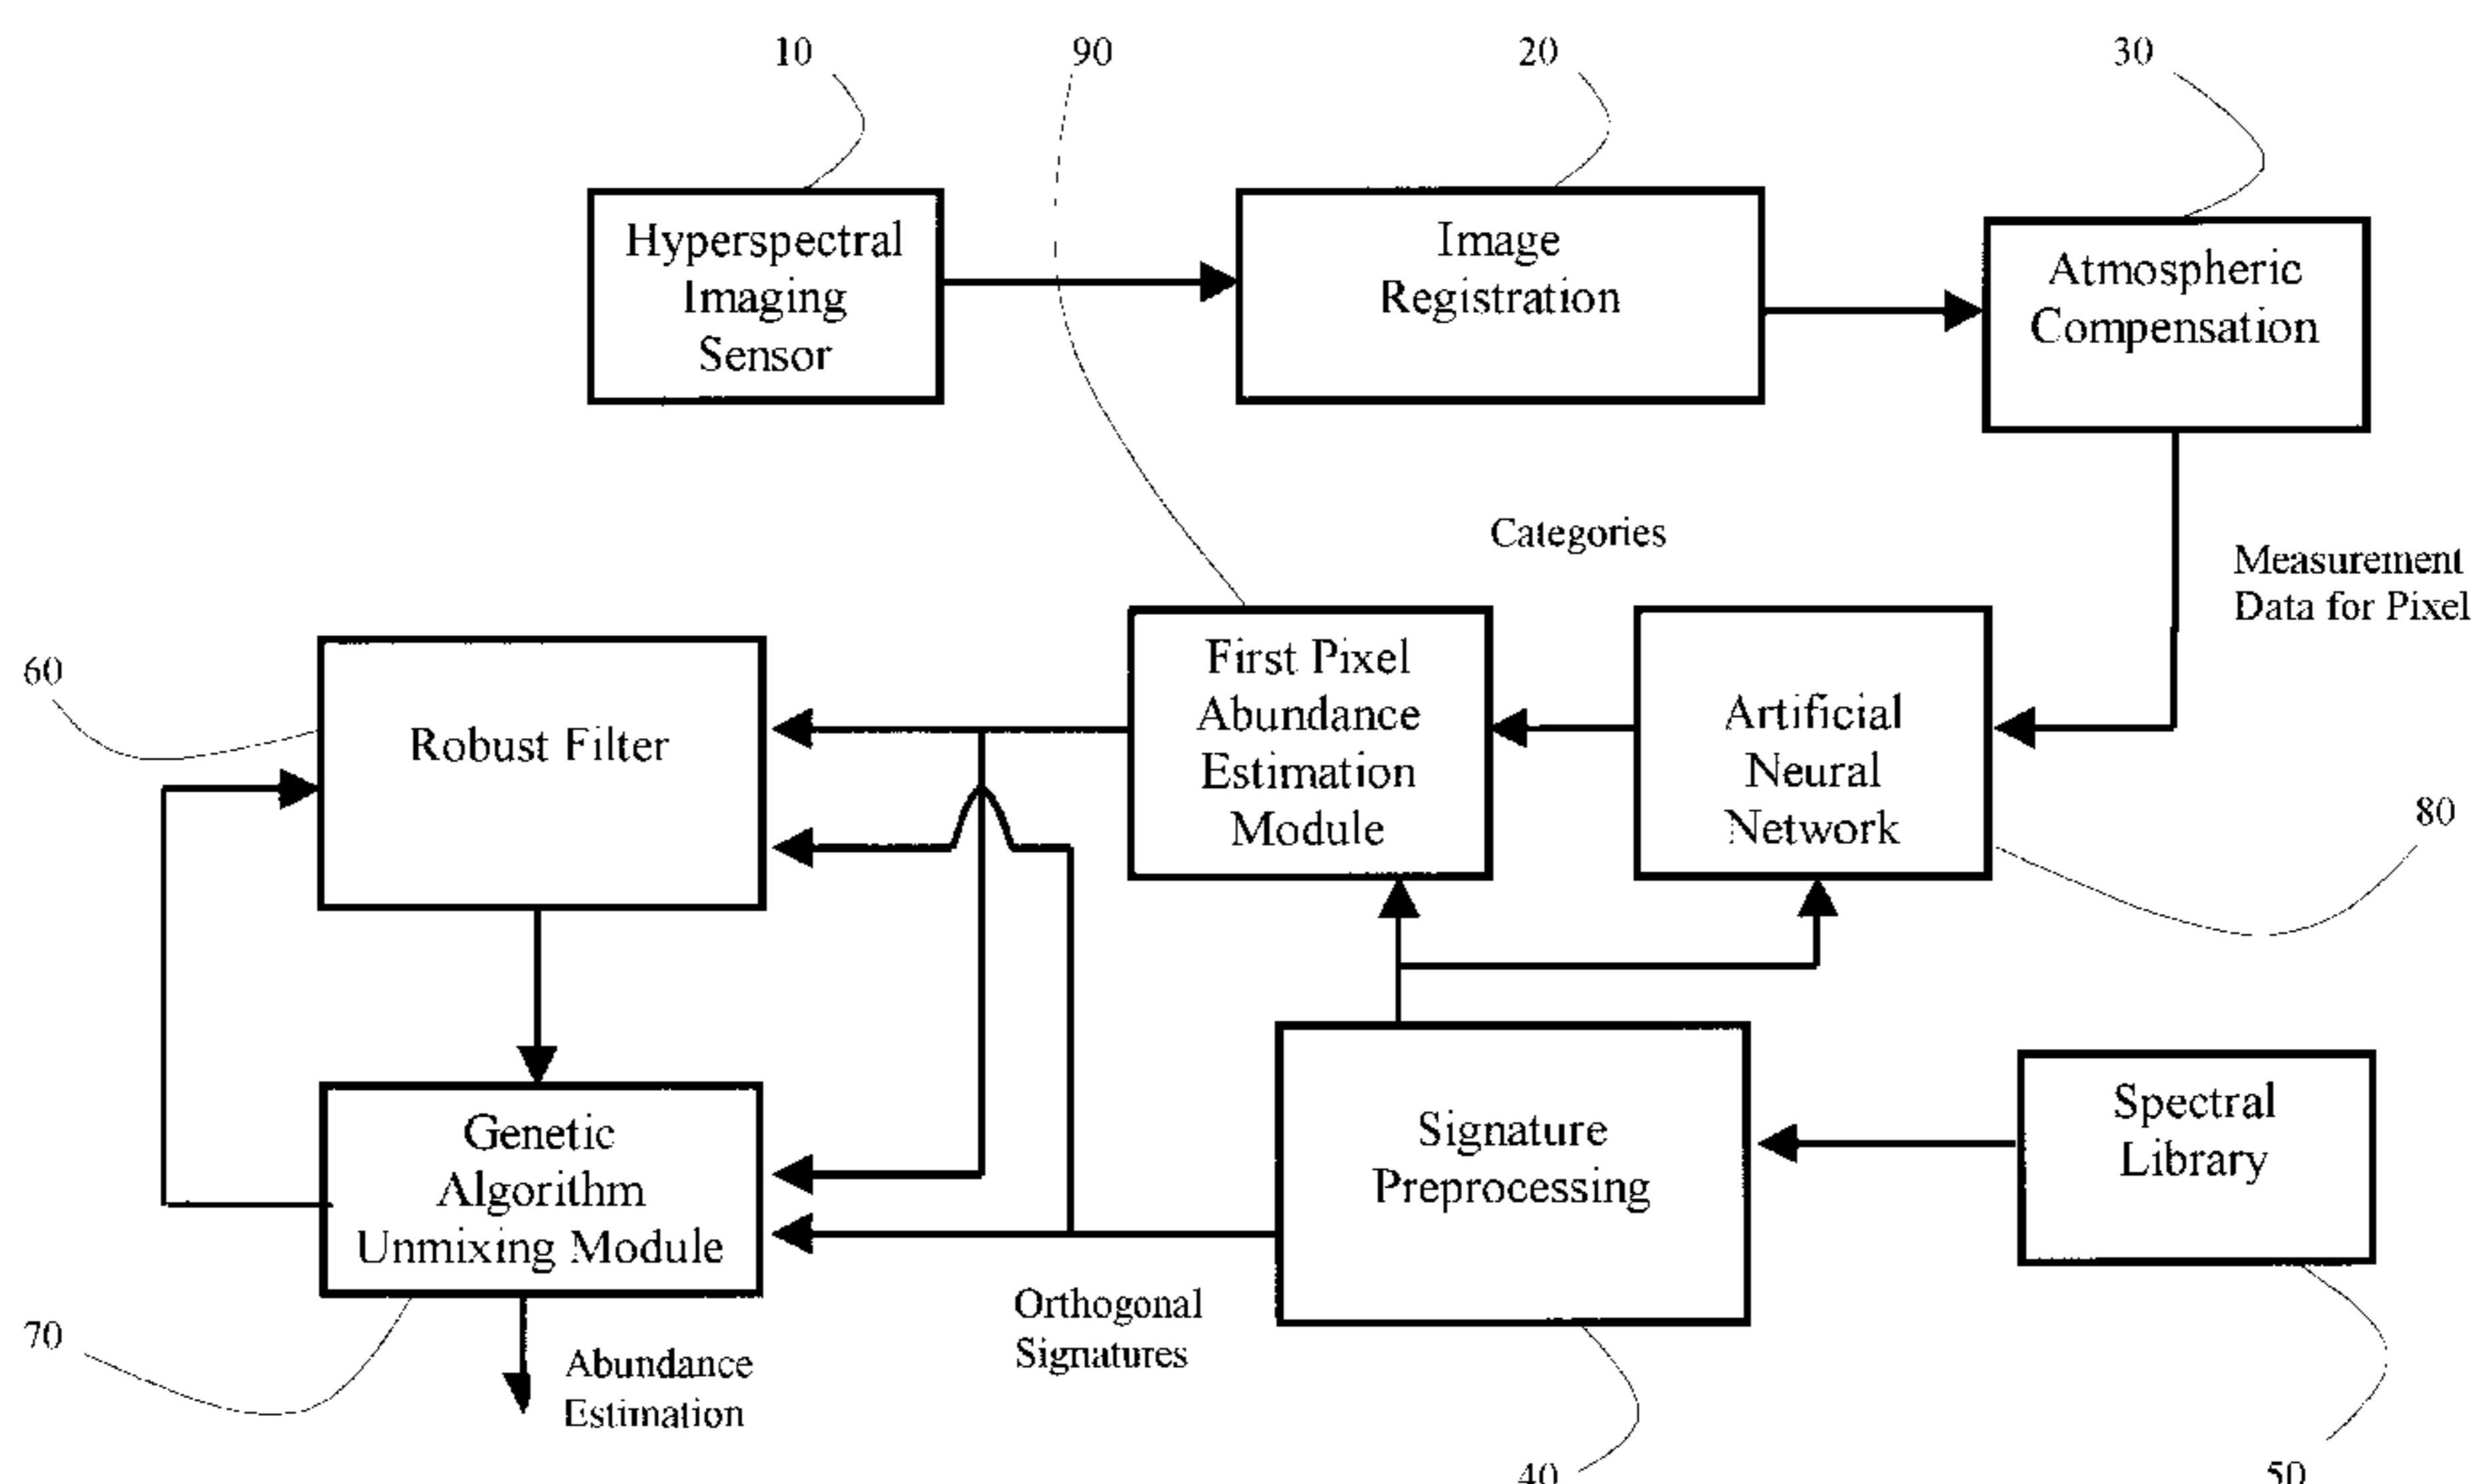 10
90
20
30
Hyperspectral
Imaging
Sensor
Image
Registration
Atmospheric
Compensation
Categories
Measurement
Data for Pixel
60
Robust Filter
First Pixel
Abundance
Estimation
Module
Artificial
Neural
Network
80
Genetic
Algorithm
Unmixing Module
Signature
Preprocessing
Spectral
Library
Orthogonal
Signatures
70
Abundance
Estimation
40
50